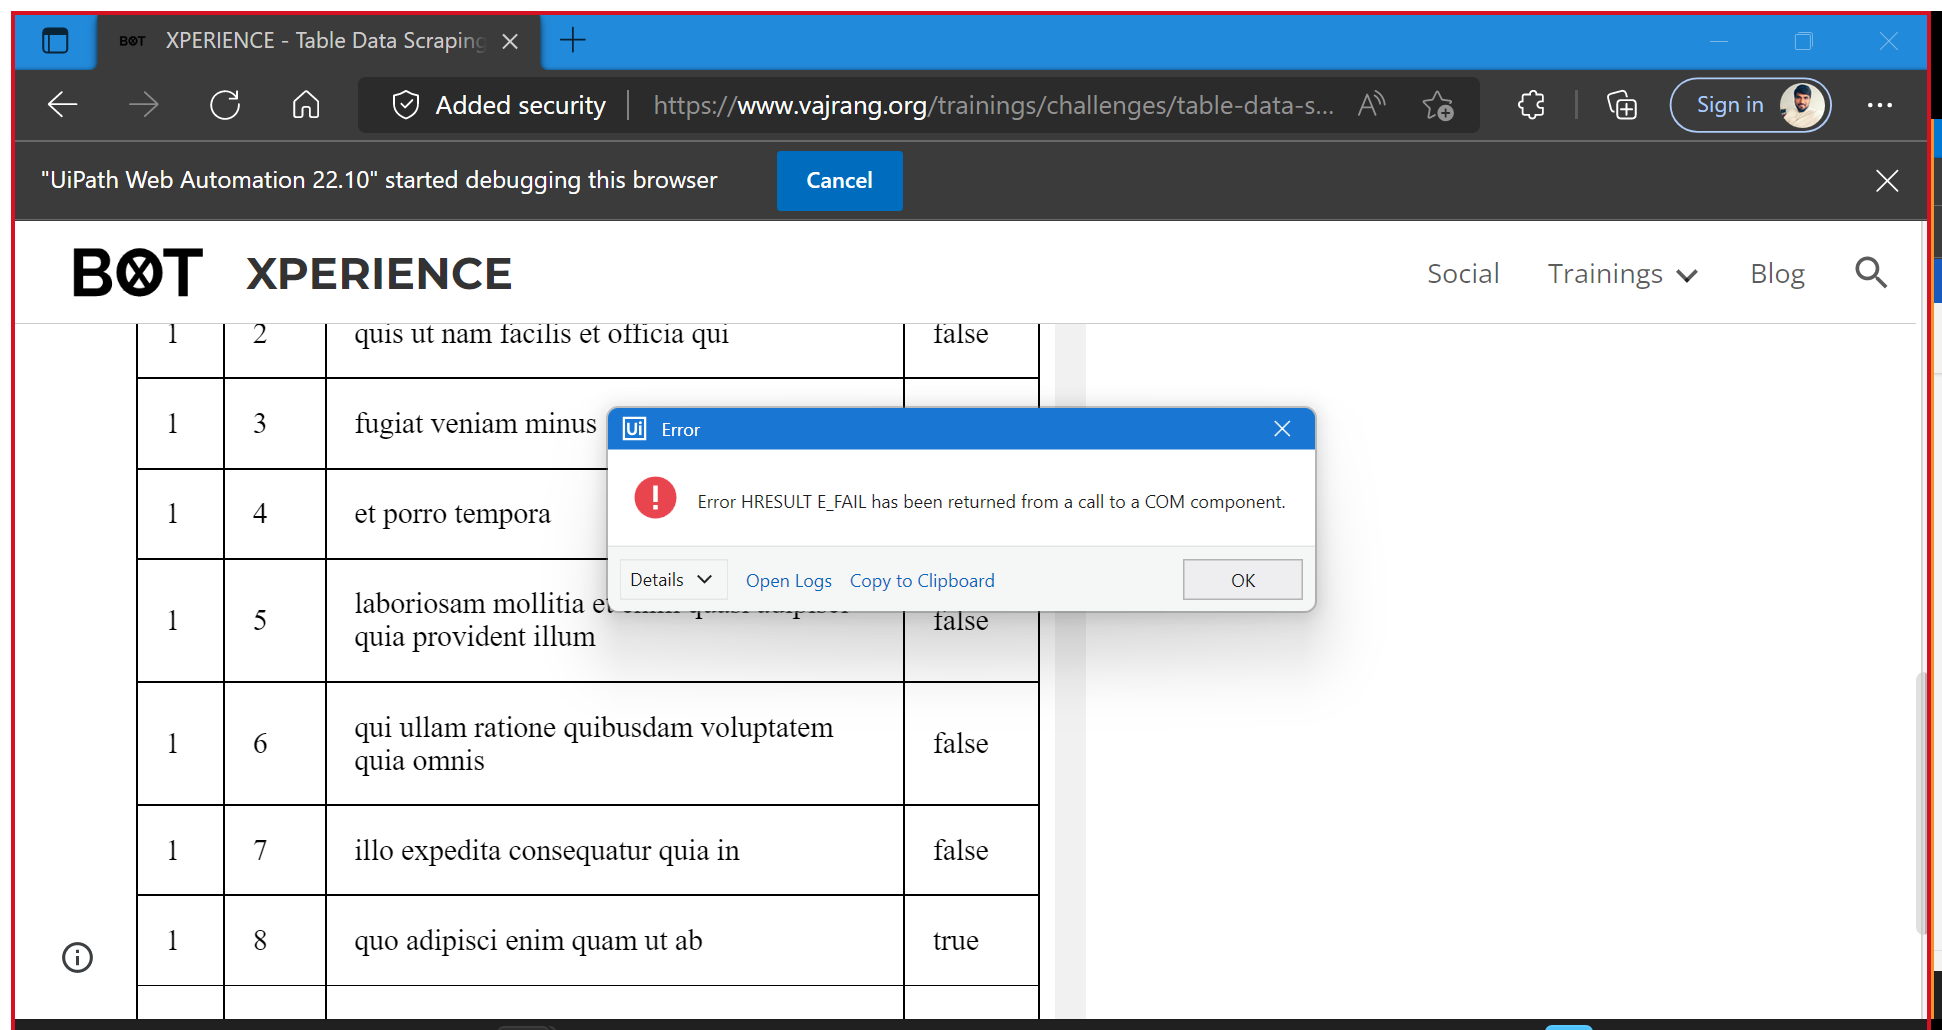 BOT XPERIENCE - Table Data Scraping
Added security https://www.vajrang.org/trainings/challenges/table-data-s...
Sign in
"UiPath Web Automation 22.10" started debugging this browser Cancel
BOT XPERIENCE Social Trainings Blog
1 2 quis ut nam facilis et officia qui false
1 3 fugiat veniam minus
1 4 et porro tempora
1 5 laboriosam mollitia et
quia provident illum false
1 6 qui ullam ratione quibusdam voluptatem
quia omnis false
1 7 illo expedita consequatur quia in false
1 8 quo adipisci enim quam ut ab true
Ui Error
Error HRESULT E_FAIL has been returned from a call to a COM component.
Details Open Logs Copy to Clipboard OK